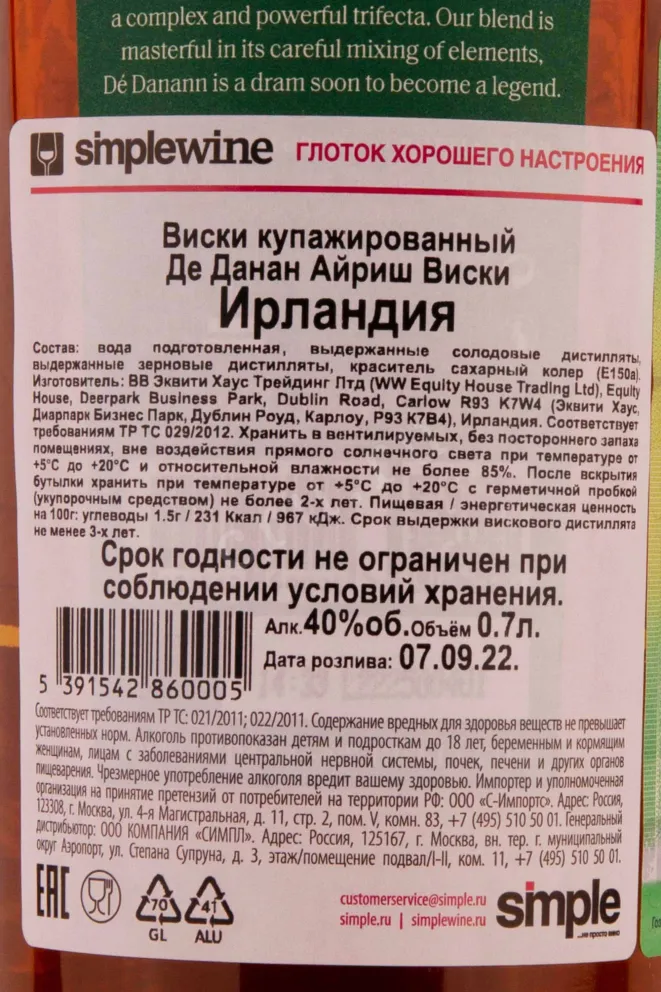 a complex and powerful trifecta. Our blend is
masterful in its careful mixing of elements,
Dé Danann is a dram soon to become a legend.
simplewine ГЛОТОК ХОРОШЕГО НАСТРОЕНИЯ
Виски купажированный
Де Данан Айриш Виски
Ирландия
Состав: вода подготовленная, выдержанные солодовые дистилляты,
выдержанные зерновые дистилляты, краситель сахарный колер (E150a).
Изготовитель: ВВ Эквити Хаус Трейдинг Лтд (WW Equity House Trading Ltd), Equity
House, Deerpark Business Park, Dublin Road, Carlow R93 K7W4 (Эквити Хаус,
Диарпарк Бизнес Парк, Дублин Роуд, Карлоу, Р93 К7В4), Ирландия. Соответствует
требованиям ТР ТС 029/2012. Хранить в вентилируемых, без постороннего запаха
помещениях, вне воздействия прямого солнечного света при температуре от
+5°С до +20°С и относительной влажности не более 85%. После вскрытия
бутылки хранить при температуре от +5°С до +20°С с герметичной пробкой
(укупорочным средством) не более 2-х лет. Пищевая / энергетическая ценность
на 100г: углеводы 1.5г / 231 Ккал / 967 кДж. Срок выдержки вискового дистиллята
не менее 3-х лет.
Срок годности не ограничен при
соблюдении условий хранения.
Алк. 40%об. Объём 0.7л.
Дата розлива: 07.09.22.
5 391542 860005
Соответствует требованиям ТР ТС: 021/2011; 022/2011. Содержание вредных для здоровья веществ не превышает
установленных норм. Алкоголь противопоказан детям и подросткам до 18 лет, беременным и кормящим
женщинам, лицам с заболеваниями центральной нервной системы, почек, печени и других органов
пищеварения. Чрезмерное употребление алкоголя вредит вашему здоровью. Импортер и уполномоченная
организация на принятие претензий от потребителей на территории РФ: ООО «С-Импортс». Адрес: Россия,
123308, г. Москва, ул. 4-я Магистральная, д. 11, стр. 2, пом. V, комн. 83, +7 (495) 510 50 01. Генеральный
дистрибьютор: ООО КОМПАНИЯ «СИМПЛ». Адрес: Россия, 125167, г. Москва, вн. тер. г. муниципальный
округ Аэропорт, ул. Степана Супруна, д. 3, этаж/помещение подвал/I-II, ком. 11, +7 (495) 510 50 01.
EAC
70
GL
41
ALU
customerservice@simple.ru
simple.ru | simplewine.ru
simple
...не просто вино